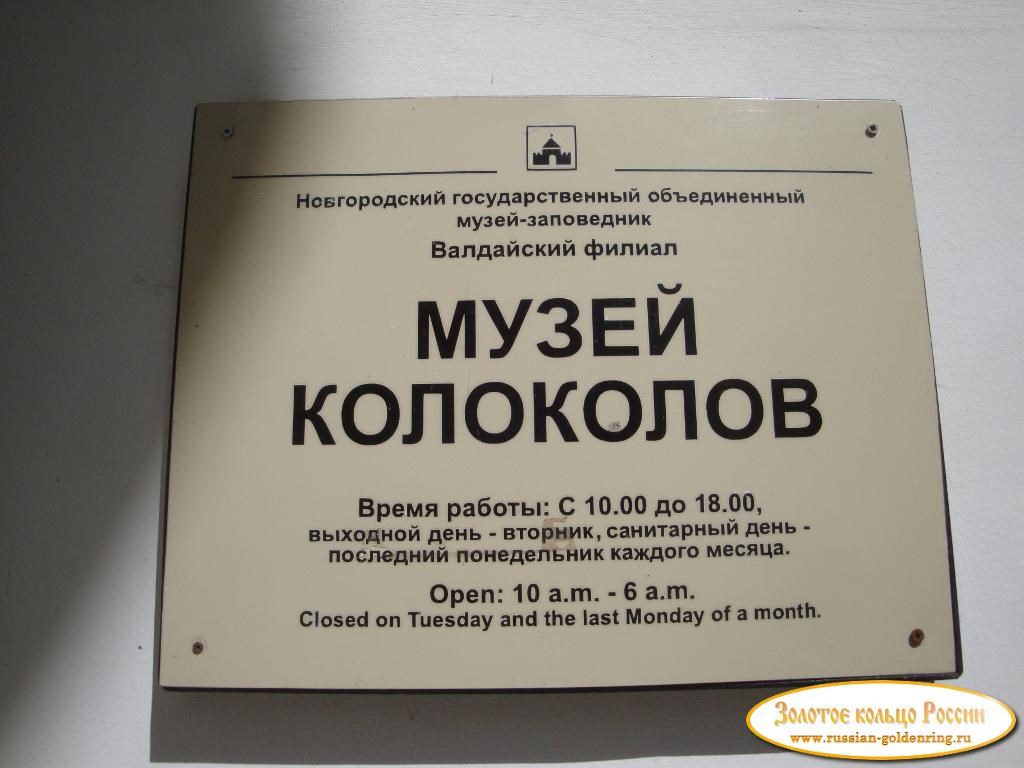 Новгородский государственный объединенный
музей-заповедник
Валдайский филиал
МУЗЕЙ
КОЛОКОЛОВ
Время работы: С 10.00 до 18.00,
выходной день - вторник, санитарный день -
последний понедельник каждого месяца.
Open: 10 a.m. - 6 a.m.
Closed on Tuesday and the last Monday of a month.
Золотое кольцо России
www.russian-goldenring.ru